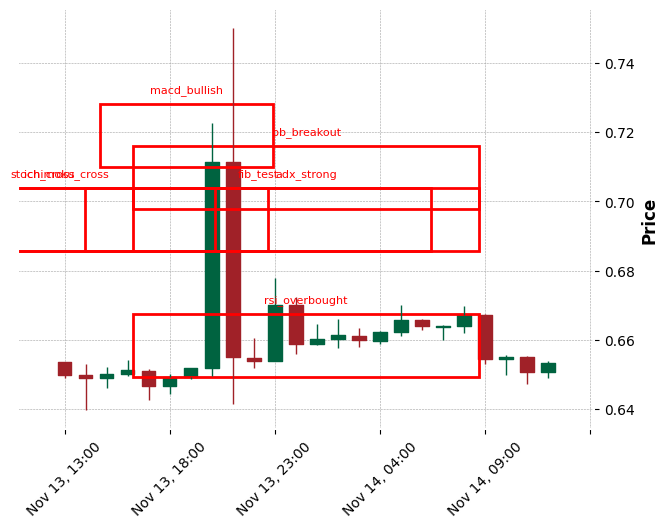 0.74
macd_bullish
bb_breakout
0.72
stoch_cross
ichimoku_cross
fib_test
adx_strong
0.70
Price
0.68
rsi_overbought
0.66
0.64
Nov 13, 13:00
Nov 13, 18:00
Nov 13, 23:00
Nov 14, 04:00
Nov 14, 09:00